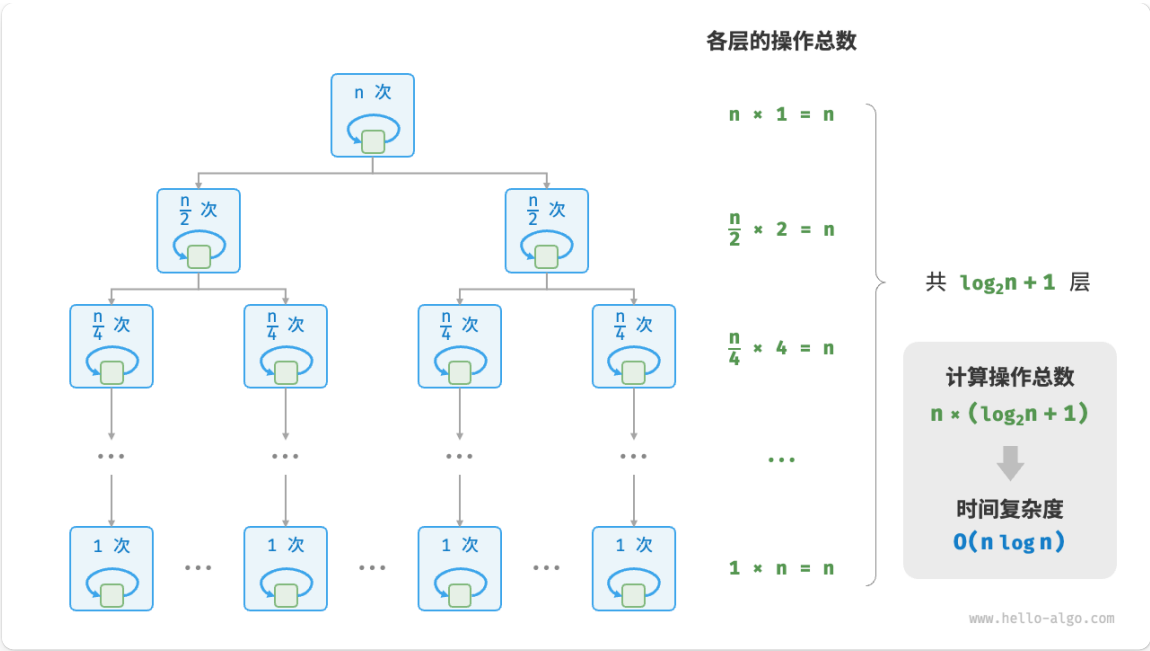 各层的操作总数
n 次
n × 1 = n
n/2 次
n/2 次
n/2 × 2 = n
共 log₂n + 1 层
n/4 次
n/4 次
n/4 次
n/4 次
n/4 × 4 = n
计算操作总数
n × (log₂n + 1)
...
...
...
...
...
时间复杂度
O(n log n)
1 次
...
1 次
...
1 次
...
1 次
1 × n = n
www.hello-algo.com